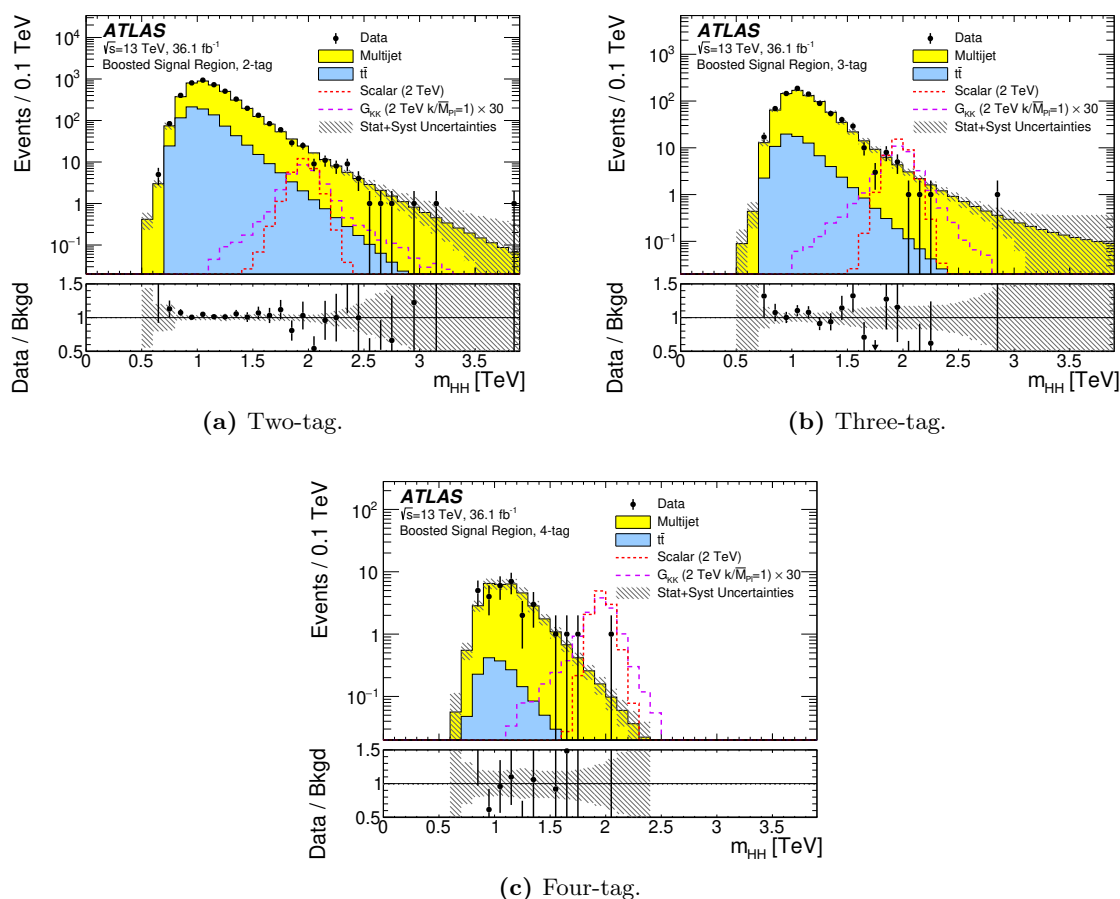 ATLAS
√s=13 TeV, 36.1 fb⁻¹
Boosted Signal Region, 2-tag
Data
Multijet
tt̄
Scalar (2 TeV)
G_KK (2 TeV k/M̅_Pl=1) × 30
Stat+Syst Uncertainties
Events / 0.1 TeV
10⁴
10³
10²
10
1
10⁻¹
Data / Bkgd
1.5
1
0.5
0 0.5 1 1.5 2 2.5 3 3.5
m_HH [TeV]
(a) Two-tag.
ATLAS
√s=13 TeV, 36.1 fb⁻¹
Boosted Signal Region, 3-tag
Data
Multijet
tt̄
Scalar (2 TeV)
G_KK (2 TeV k/M̅_Pl=1) × 30
Stat+Syst Uncertainties
Events / 0.1 TeV
10³
10²
10
1
10⁻¹
Data / Bkgd
1.5
1
0.5
0 0.5 1 1.5 2 2.5 3 3.5
m_HH [TeV]
(b) Three-tag.
ATLAS
√s=13 TeV, 36.1 fb⁻¹
Boosted Signal Region, 4-tag
Data
Multijet
tt̄
Scalar (2 TeV)
G_KK (2 TeV k/M̅_Pl=1) × 30
Stat+Syst Uncertainties
Events / 0.1 TeV
10²
10
1
10⁻¹
Data / Bkgd
1.5
1
0.5
0 0.5 1 1.5 2 2.5 3 3.5
m_HH [TeV]
(c) Four-tag.